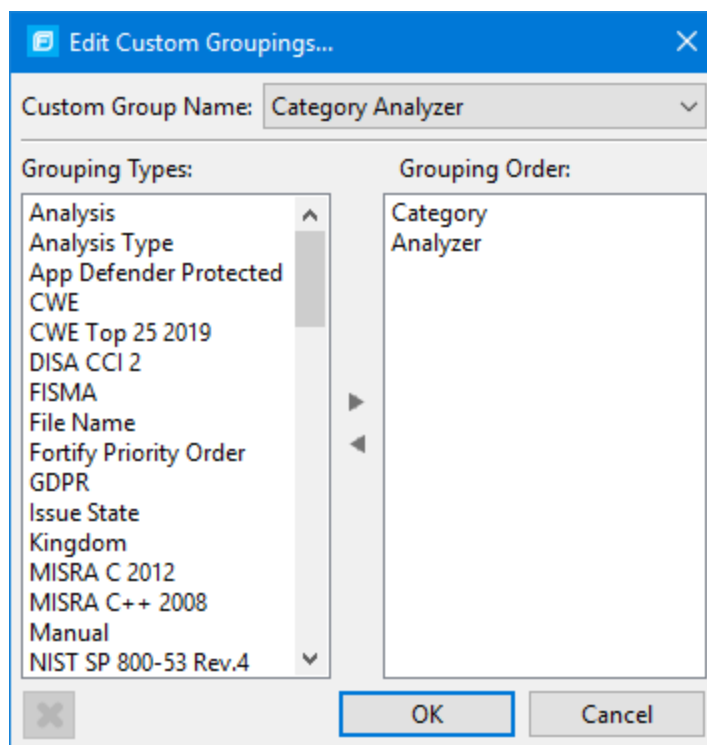 Edit Custom Groupings...
Custom Group Name: Category Analyzer
Grouping Types:
Analysis
Analysis Type
App Defender Protected
CWE
CWE Top 25 2019
DISA CCI 2
FISMA
File Name
Fortify Priority Order
GDPR
Issue State
Kingdom
MISRA C 2012
MISRA C++ 2008
Manual
NIST SP 800-53 Rev.4
Grouping Order:
Category
Analyzer
OK
Cancel